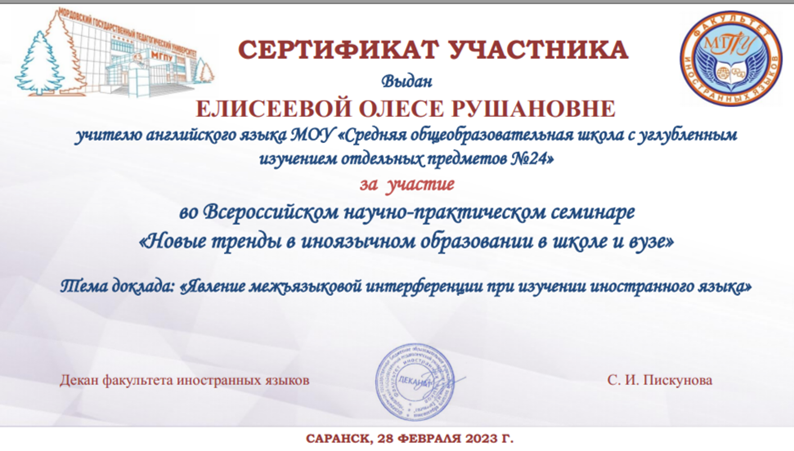 МОРДОВСКИЙ ГОСУДАРСТВЕННЫЙ ПЕДАГОГИЧЕСКИЙ УНИВЕРСИТЕТ
МГПУ
ФАКУЛЬТЕТ
МГПУ
ИНОСТРАННЫХ ЯЗЫКОВ
СЕРТИФИКАТ УЧАСТНИКА
Выдан
ЕЛИСЕЕВОЙ ОЛЕСЕ РУШАНОВНЕ
учителю английского языка МОУ «Средняя общеобразовательная школа с углубленным
изучением отдельных предметов №24»
за участие
во Всероссийском научно-практическом семинаре
«Новые тренды в иноязычном образовании в школе и вузе»
Тема доклада: «Явление межъязыковой интерференции при изучении иностранного языка»
Декан факультета иностранных языков
ДЕКАНАТ
С. И. Пискунова
САРАНСК, 28 ФЕВРАЛЯ 2023 Г.